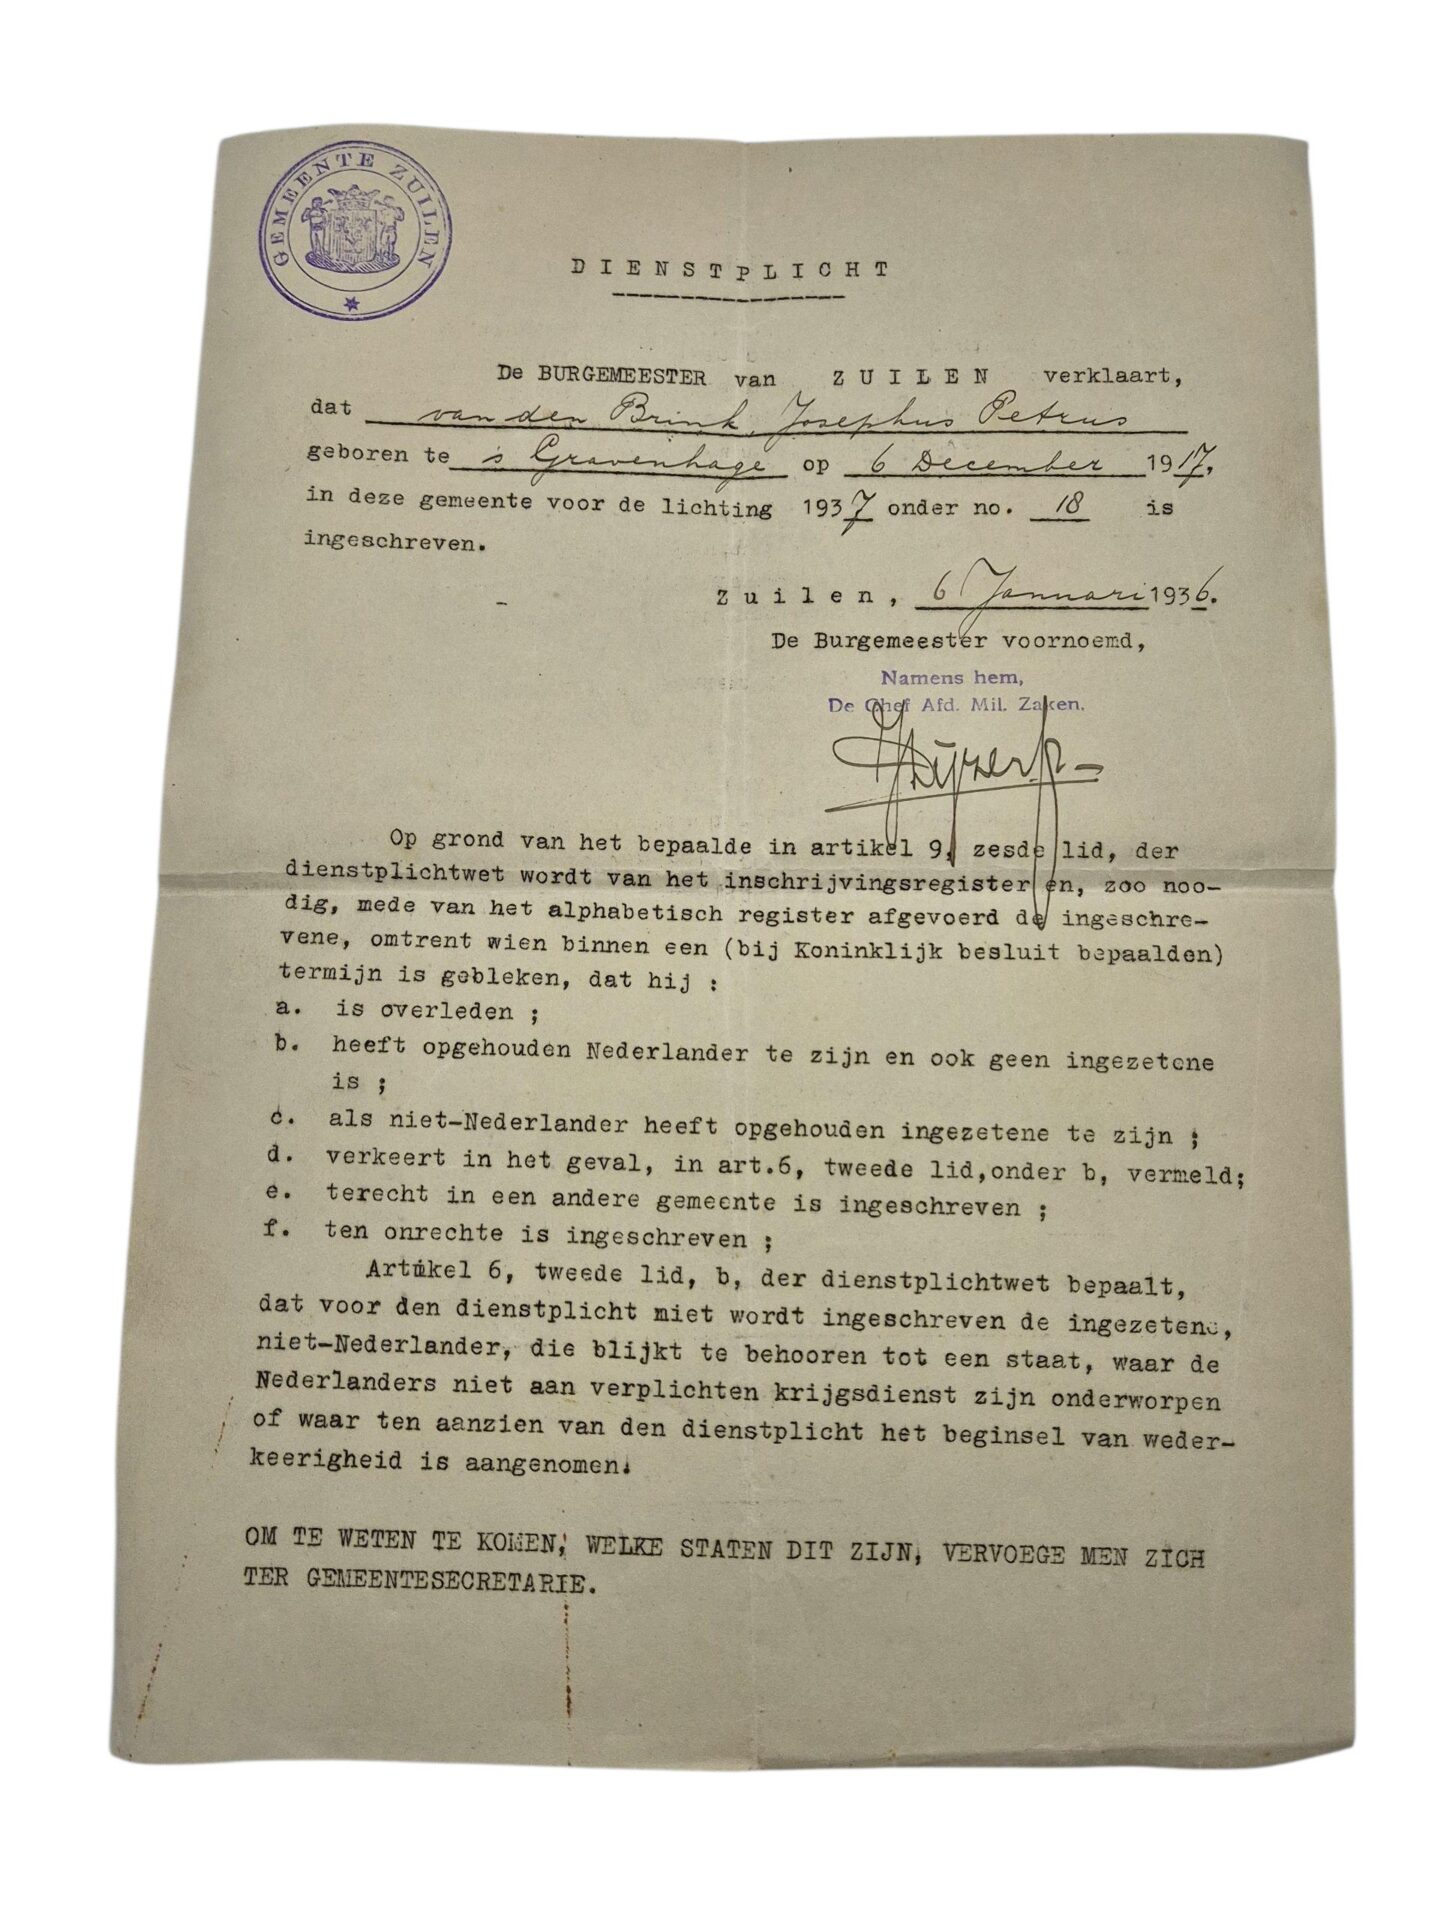 GEMEENTE ZUILEN
DIENSTPLICHT
De BURGEMEESTER van ZUILEN verklaart,
dat van den Brink, Josephus Petrus
geboren te s Gravenhage op 6 December 1917,
in deze gemeente voor de lichting 1937 onder no. 18 is
ingeschreven.
Zuilen, 6 Januari 1936.
De Burgemeester voornoemd,
Namens hem,
De Chef Afd. Mil. Zaken.
Op grond van het bepaalde in artikel 9, zesde lid, der
dienstplichtwet wordt van het inschrijvingsregister en, zoo noo-
dig, mede van het alphabetisch register afgevoerd de ingeschre-
vene, omtrent wien binnen een (bij Koninklijk besluit bepaalden)
termijn is gebleken, dat hij :
a. is overleden ;
b. heeft opgehouden Nederlander te zijn en ook geen ingezetene
is ;
c. als niet-Nederlander heeft opgehouden ingezetene te zijn ;
d. verkeert in het geval, in art.6, tweede lid,onder b, vermeld;
e. terecht in een andere gemeente is ingeschreven ;
f. ten onrechte is ingeschreven ;
Artikel 6, tweede lid, b, der dienstplichtwet bepaalt,
dat voor den dienstplicht niet wordt ingeschreven de ingezetene,
niet-Nederlander, die blijkt te behooren tot een staat, waar de
Nederlanders niet aan verplichten krijgsdienst zijn onderworpen
of waar ten aanzien van den dienstplicht het beginsel van weder-
keerigheid is aangenomen.
OM TE WETEN TE KOMEN, WELKE STATEN DIT ZIJN, VERVOEGE MEN ZICH
TER GEMEENTESECRETARIE.